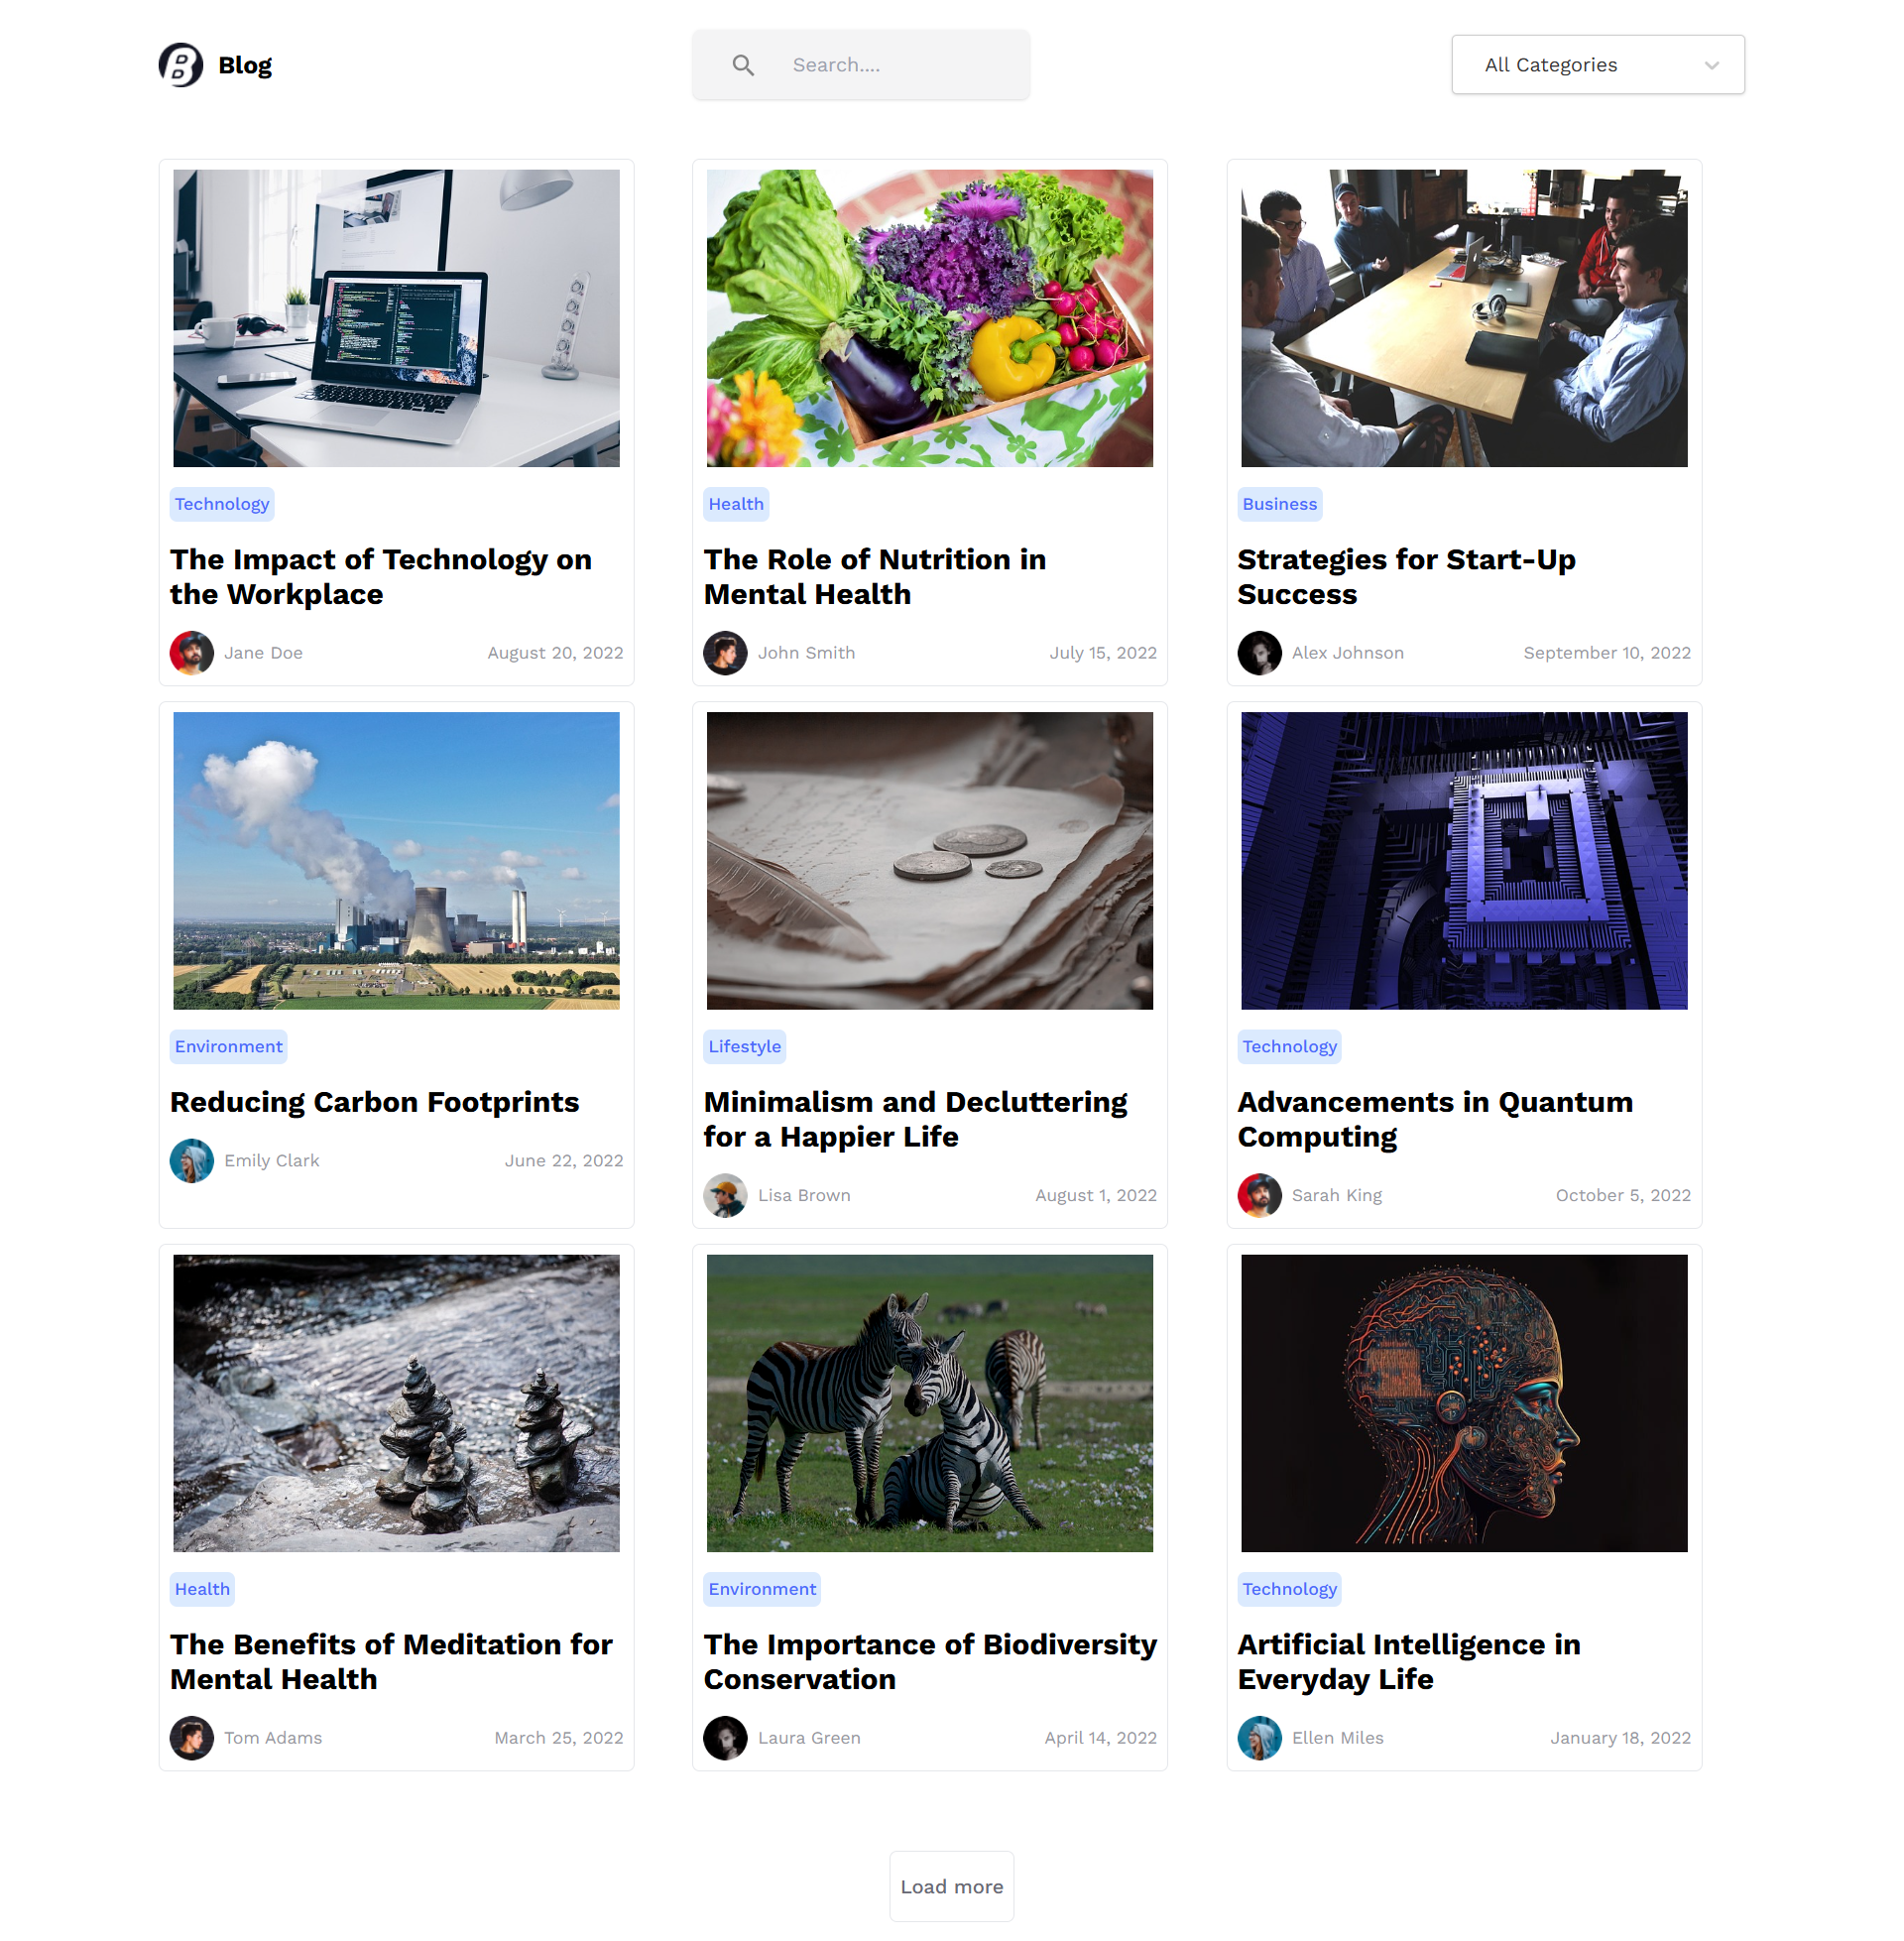 B Blog
Search....
All Categories
Technology
The Impact of Technology on
the Workplace
Jane Doe
August 20, 2022
Health
The Role of Nutrition in
Mental Health
John Smith
July 15, 2022
Business
Strategies for Start-Up
Success
Alex Johnson
September 10, 2022
Environment
Reducing Carbon Footprints
Emily Clark
June 22, 2022
Lifestyle
Minimalism and Decluttering
for a Happier Life
Lisa Brown
August 1, 2022
Technology
Advancements in Quantum
Computing
Sarah King
October 5, 2022
Health
The Benefits of Meditation for
Mental Health
Tom Adams
March 25, 2022
Environment
The Importance of Biodiversity
Conservation
Laura Green
April 14, 2022
Technology
Artificial Intelligence in
Everyday Life
Ellen Miles
January 18, 2022
Load more